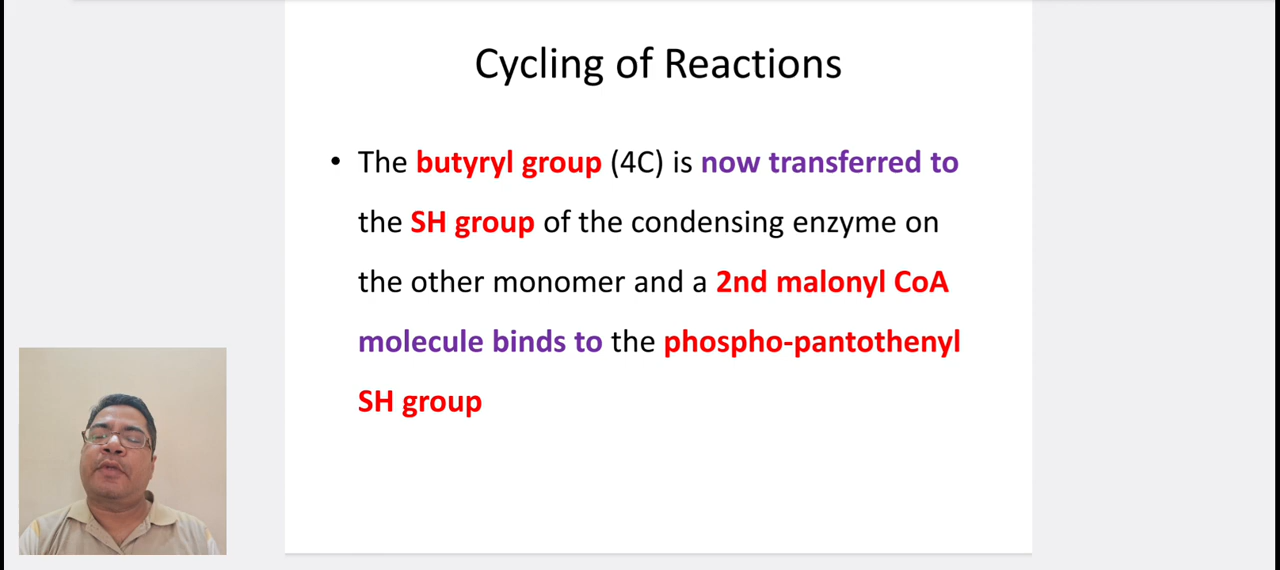 Cycling of Reactions
• The butyryl group (4C) is now transferred to
the SH group of the condensing enzyme on
the other monomer and a 2nd malonyl CoA
molecule binds to the phospho-pantothenyl
SH group